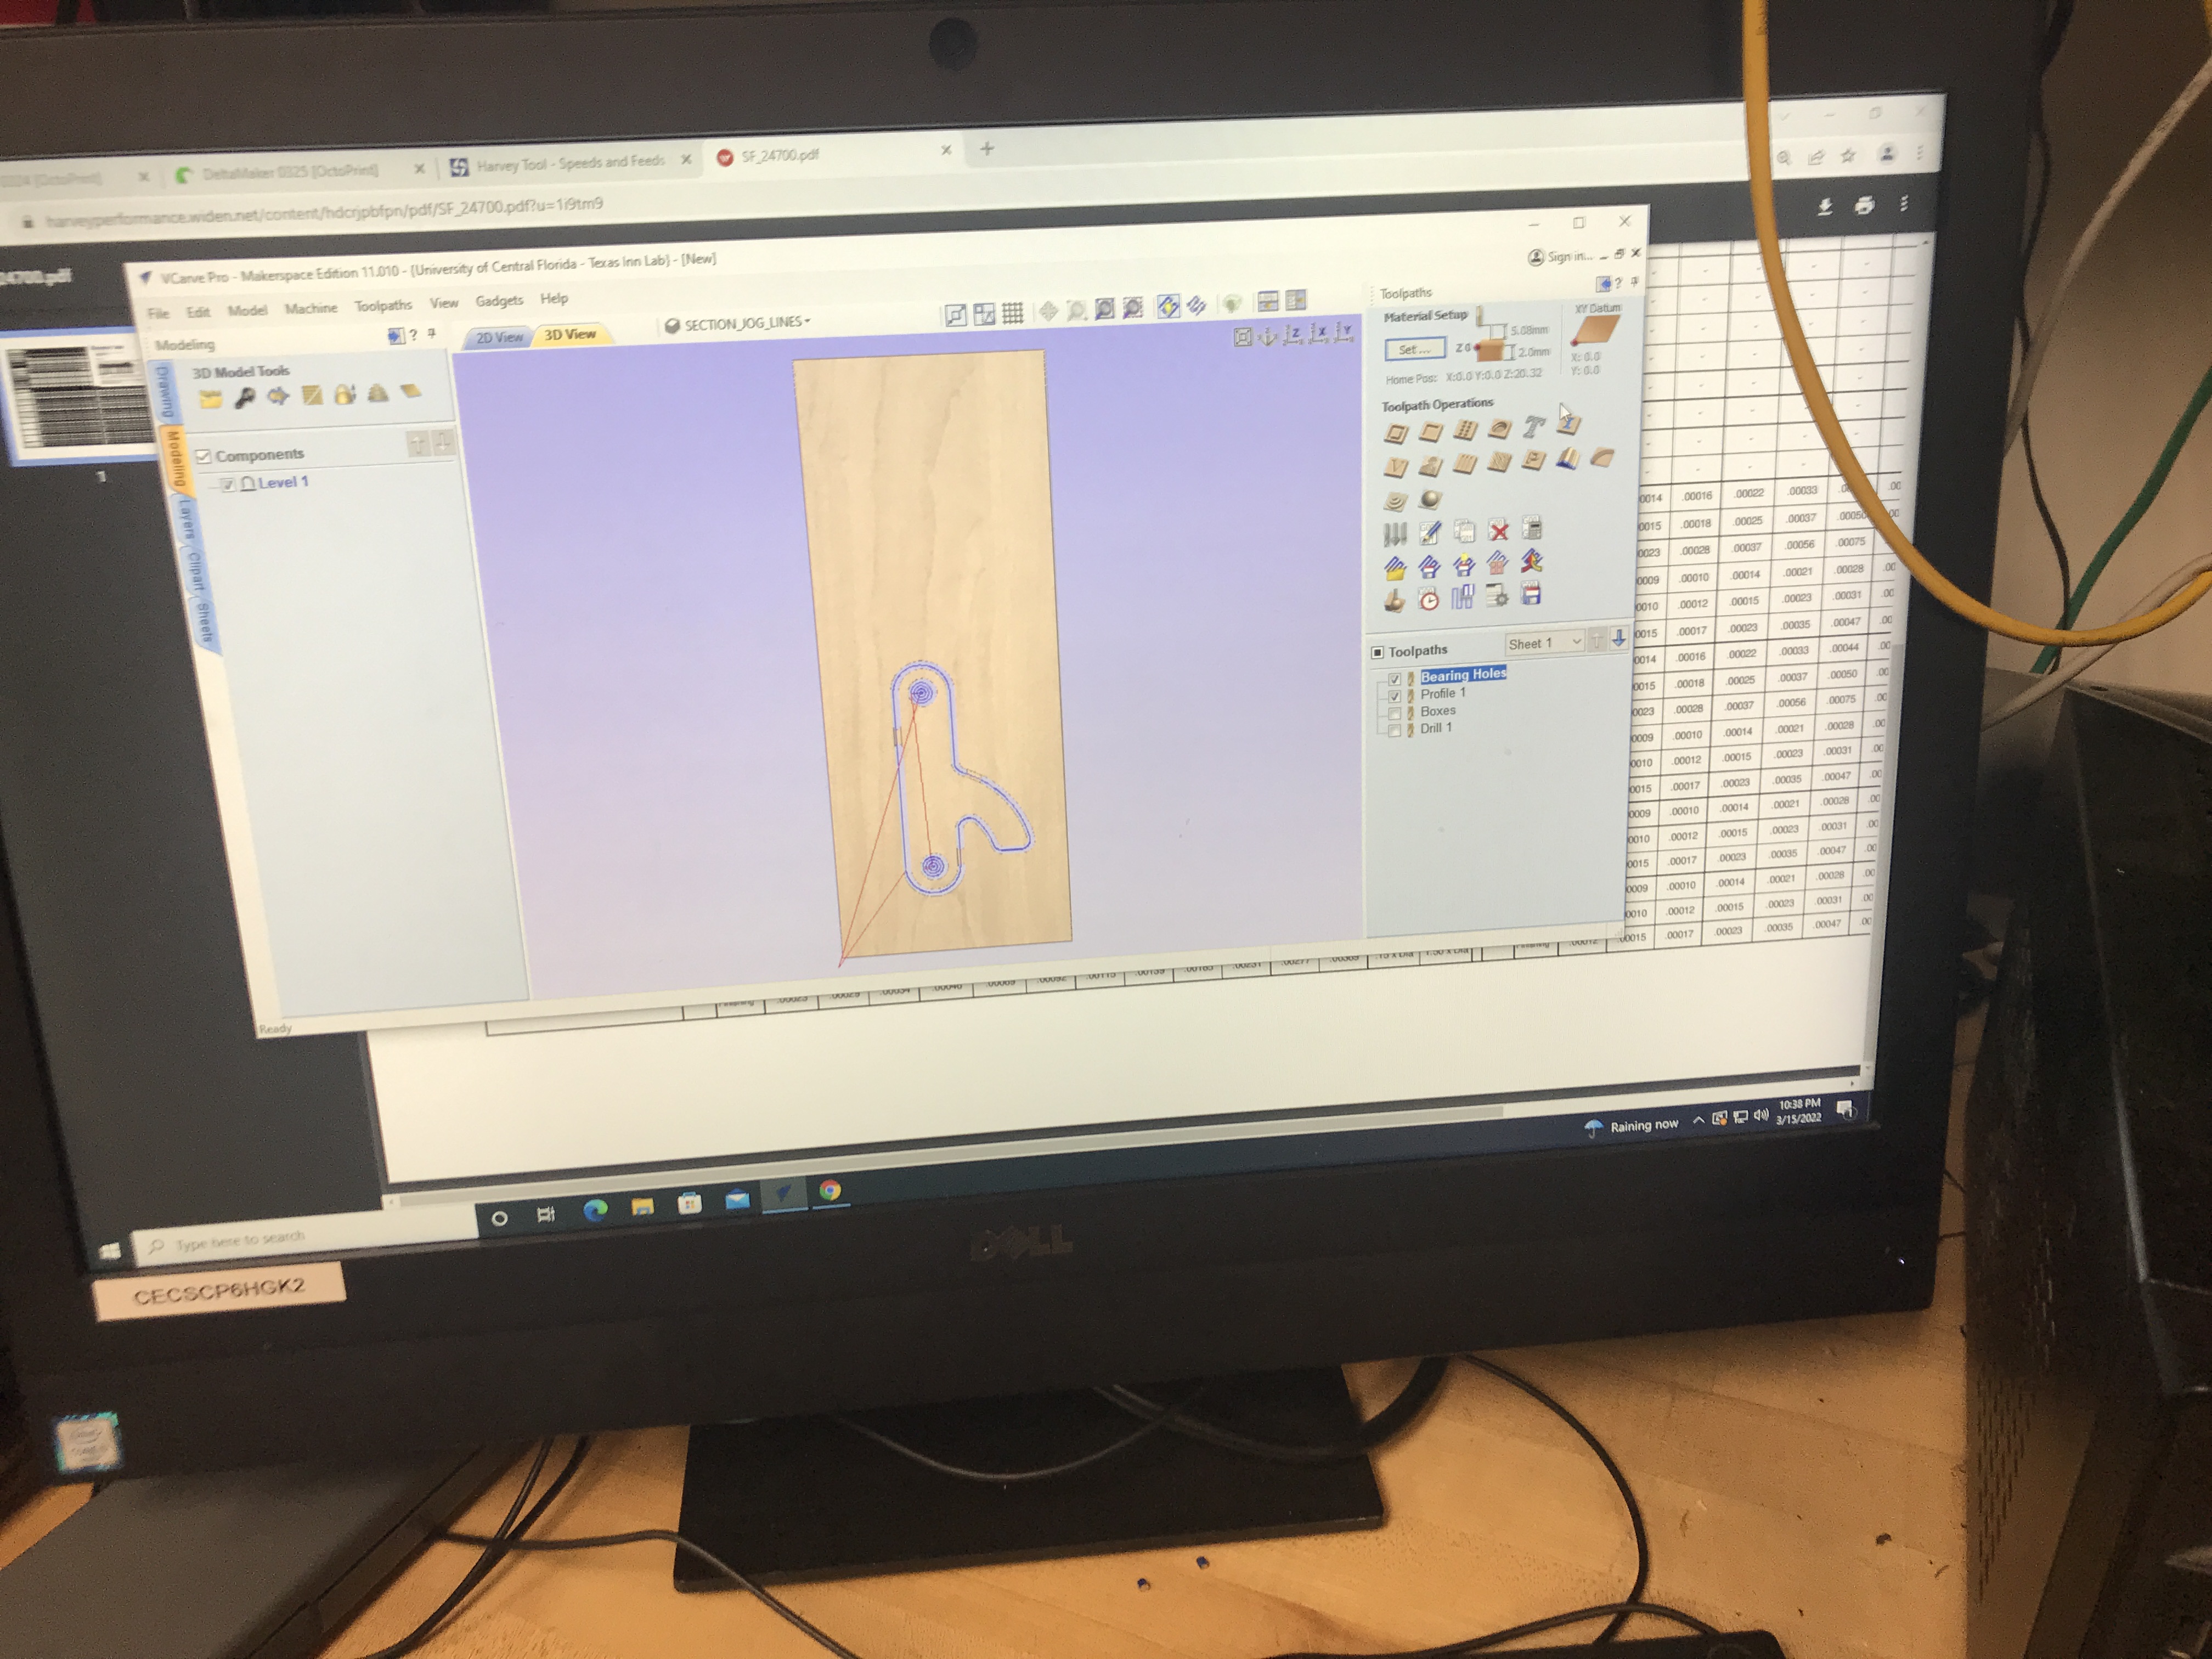 DeltaMaker 0325 [OctoPrint]
Harvey Tool - Speeds and Feeds
SF_24700.pdf
harveyperformance.widen.net/content/hdcrjpbfpn/pdf/SF_24700.pdf?u=1i9tm9
VCarve Pro - Makerspace Edition 11.010 - {University of Central Florida - Texas Inn Lab} - [New]
Sign in...
File Edit Model Machine Toolpaths View Gadgets Help
Modeling
2D View
3D View
SECTION_JOG_LINES
3D Model Tools
Components
Level 1
Drawing
Modeling
Layers
Clipart
Sheets
Ready
Toolpaths
Material Setup
XY Datum
5.08mm
Set ...
Z 0
2.0mm
X: 0.0
Y: 0.0
Home Pos: X:0.0 Y:0.0 Z:20.32
Toolpath Operations
Toolpaths
Sheet 1
Bearing Holes
Profile 1
Boxes
Drill 1
0014 .00016 .00022 .00033
0015 .00018 .00025 .00037
0023 .00028 .00037 .00056 .00075
0009 .00010 .00014 .00021 .00028
0010 .00012 .00015 .00023 .00031
0015 .00017 .00023 .00035 .00047
0014 .00016 .00022 .00033 .00044
0015 .00018 .00025 .00037 .00050
0023 .00028 .00037 .00056 .00075
0009 .00010 .00014 .00021 .00028
0010 .00012 .00015 .00023 .00031
0015 .00017 .00023 .00035 .00047
0009 .00010 .00014 .00021 .00028
0010 .00012 .00015 .00023 .00031
0015 .00017 .00023 .00035 .00047
0009 .00010 .00014 .00021 .00028
0010 .00012 .00015 .00023 .00031
0015 .00017 .00023 .00035 .00047
Raining now
10:38 PM
3/15/2022
Type here to search
CECSCP6HGK2
DELL